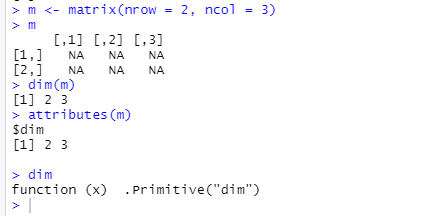 > m <- matrix(nrow = 2, ncol = 3)
> m
     [,1] [,2] [,3]
[1,]   NA   NA   NA
[2,]   NA   NA   NA
> dim(m)
[1] 2 3
> attributes(m)
$dim
[1] 2 3

> dim
function (x)  .Primitive("dim")
>